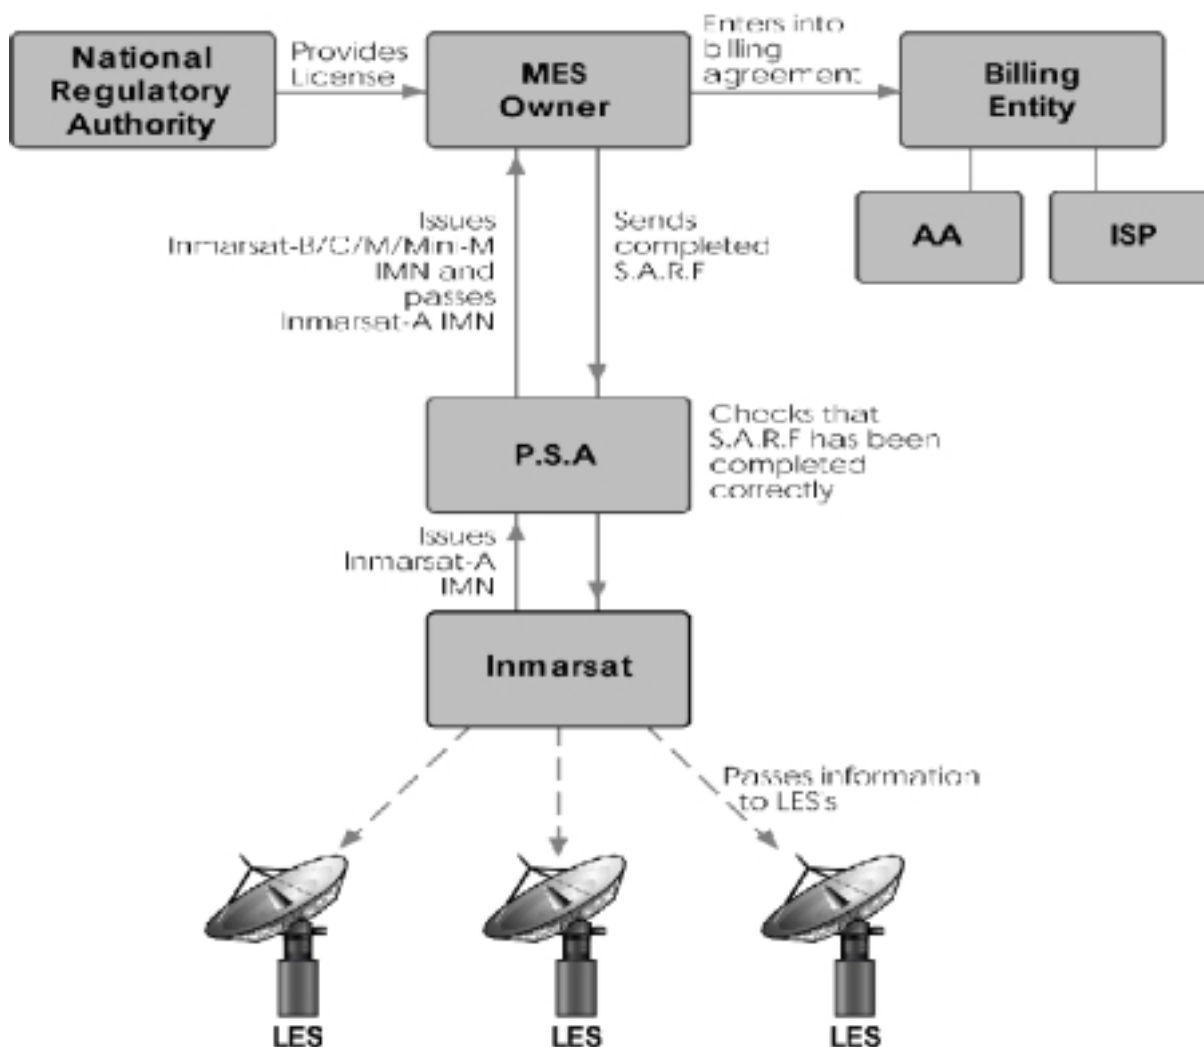 National
Regulatory
Authority
Provides
License
MES
Owner
Enters into
billing
agreement
Billing
Entity
AA
ISP
Issues
Inmarsat-B/C/M/Mini-M
IMN and
passes
Inmarsat-A IMN
Sends
completed
S.A.R.F
P.S.A
Checks that
S.A.R.F has been
completed
correctly
Issues
Inmarsat-A
IMN
Inmarsat
Passes information
to LES's
LES
LES
LES